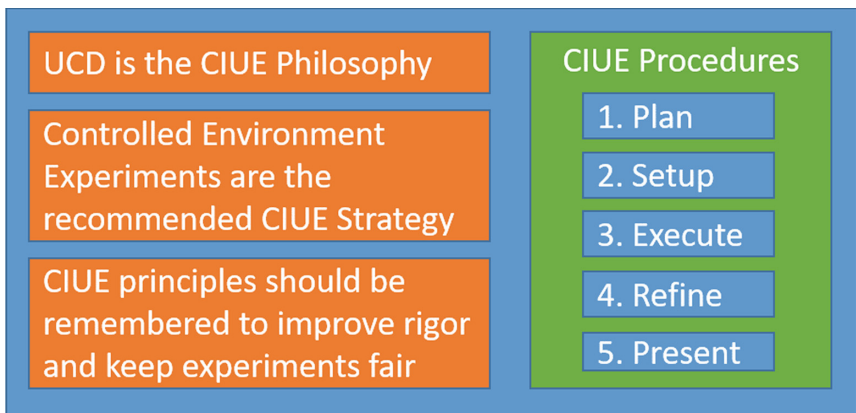 UCD is the CIUE Philosophy
Controlled Environment
Experiments are the
recommended CIUE Strategy
CIUE principles should be
remembered to improve rigor
and keep experiments fair
CIUE Procedures
1. Plan
2. Setup
3. Execute
4. Refine
5. Present